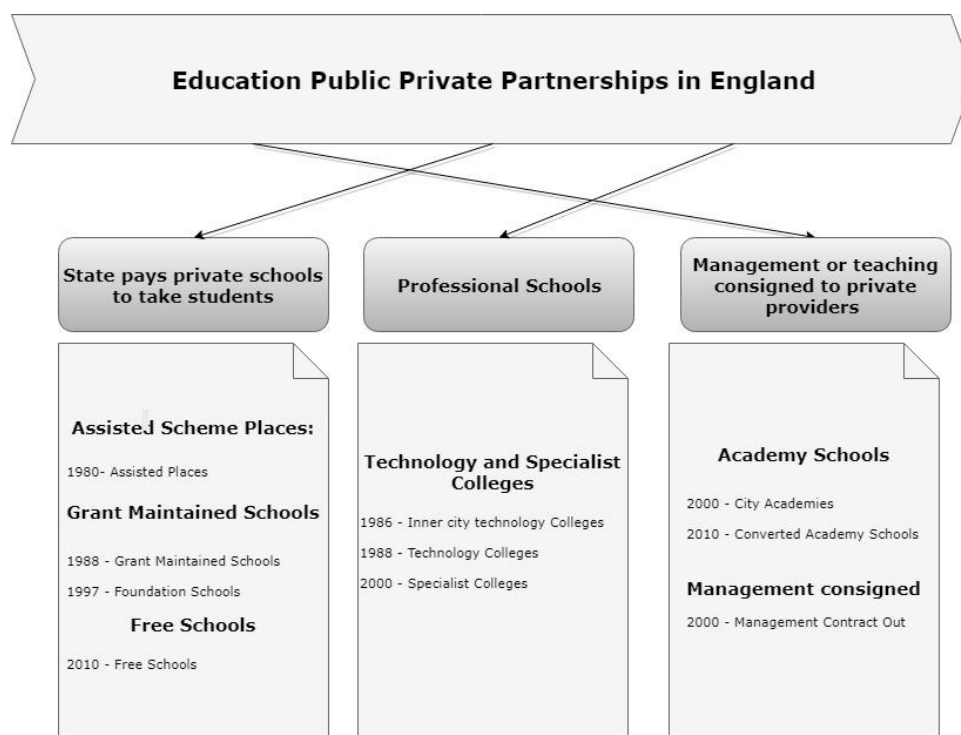 Education Public Private Partnerships in England
State pays private schools
to take students
Professional Schools
Management or teaching
consigned to private
providers
Assisted Scheme Places:
1980- Assisted Places
Grant Maintained Schools
1988 - Grant Maintained Schools
1997 - Foundation Schools
Free Schools
2010 - Free Schools
Technology and Specialist
Colleges
1986 - Inner city technology Colleges
1988 - Technology Colleges
2000 - Specialist Colleges
Academy Schools
2000 - City Academies
2010 - Converted Academy Schools
Management consigned
2000 - Management Contract Out